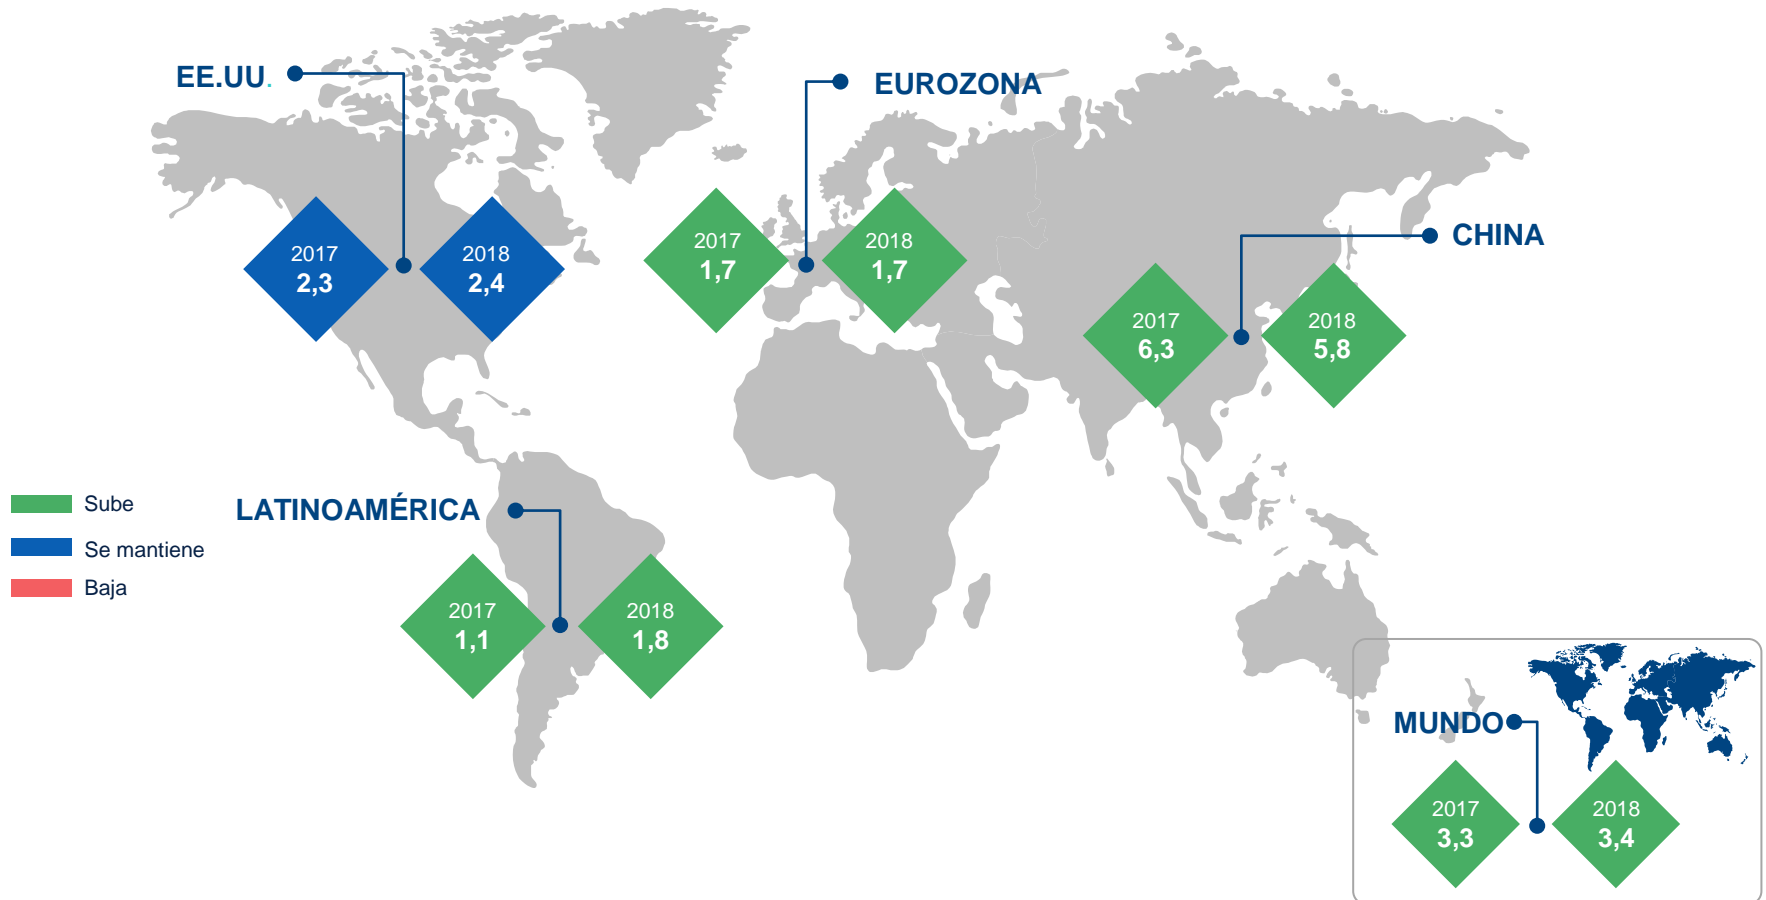 EE.UU.
2017
2,3
2018
2,4
EUROZONA
2017
1,7
2018
1,7
CHINA
2017
6,3
2018
5,8
Sube
Se mantiene
Baja
LATINOAMÉRICA
2017
1,1
2018
1,8
MUNDO
2017
3,3
2018
3,4